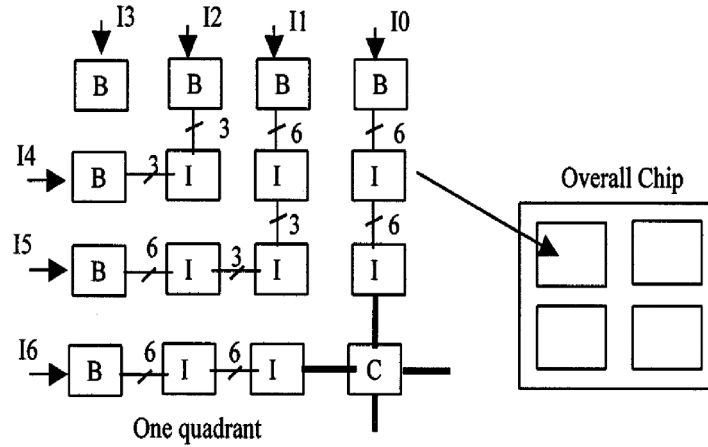 I3 I2 I1 I0
B B B B
3 6 6
I4 B 3 I I I
Overall Chip
3 6
I5 B 6 I 3 I I
I6 B 6 I 6 I C
One quadrant